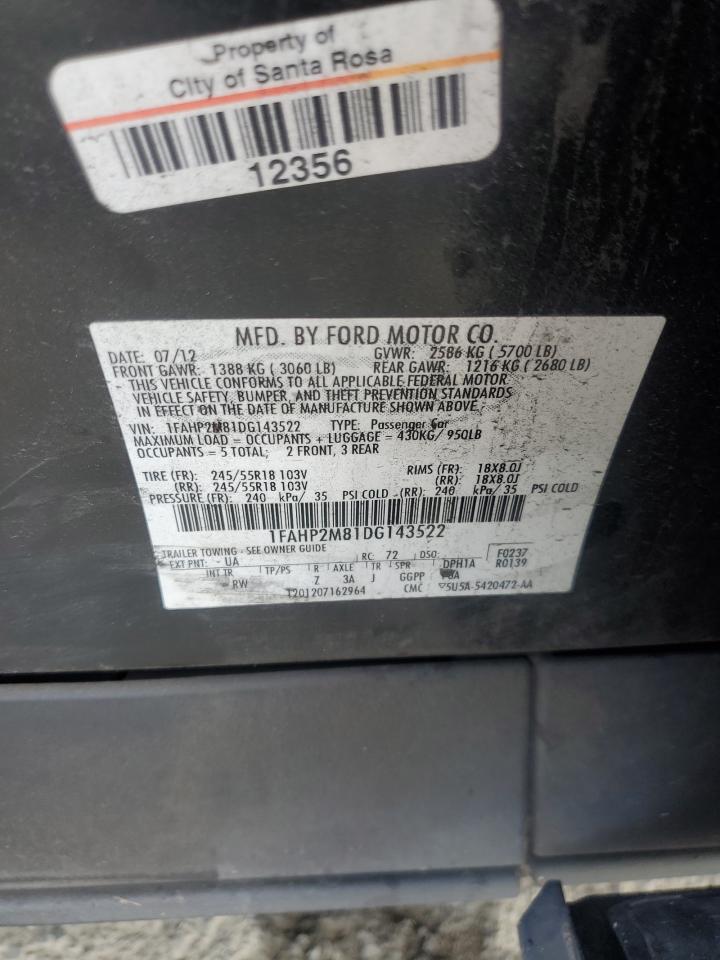 Property of
City of Santa Rosa
12356
MFD. BY FORD MOTOR CO.
DATE: 07/12 GVWR: 2586 KG ( 5700 LB)
FRONT GAWR: 1388 KG ( 3060 LB) REAR GAWR: 1216 KG ( 2680 LB)
- THIS VEHICLE CONFORMS TO ALL APPLICABLE FEDERAL MOTOR
VEHICLE SAFETY, BUMPER, AND THEFT PREVENTION STANDARDS
IN EFFECT ON THE DATE OF MANUFACTURE SHOWN ABOVE.
VIN: 1FAHP2M81DG143522 TYPE: Passenger Car
MAXIMUM LOAD = OCCUPANTS + LUGGAGE = 430KG/ 950LB
OCCUPANTS = 5 TOTAL; 2 FRONT, 3 REAR
TIRE (FR): 245/55R18 103V RIMS (FR): 18X8.0J
(RR): 245/55R18 103V (RR): 18X8.0J
PRESSURE (FR): 240 kPa/ 35 PSI COLD - (RR): 240 kPa/ 35 PSI COLD
1FAHP2M81DG143522
TRAILER TOWING - SEE OWNER GUIDE
EXT PNT: - UA RC: 72 DSO: F0237
INT TR TP/PS R AXLE TR SPR DPH1A R0139
- RW Z 3A J GGPP
T20J207162964 CMC 5U5A-5420472-AA